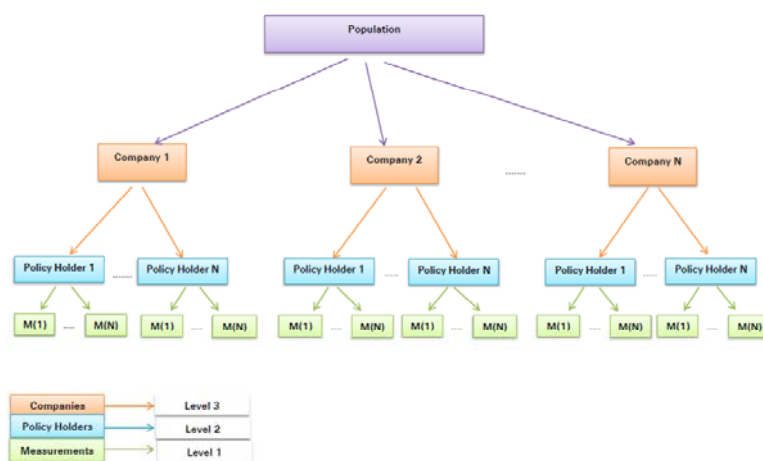 Population
Company 1
Company 2
.......
Company N
Policy Holder 1
.......
Policy Holder N
Policy Holder 1
.....
Policy Holder N
Policy Holder 1
.....
Policy Holder N
M(1)
....
M(N)
M(1)
....
M(N)
M(1)
....
M(N)
M(1)
....
M(N)
M(1)
....
M(N)
M(1)
....
M(N)
Companies
Level 3
Policy Holders
Level 2
Measurements
Level 1